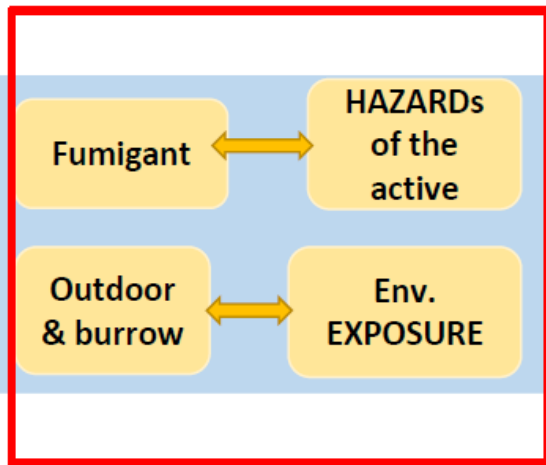 Fumigant
HAZARDs
of the
active
Outdoor
& burrow
Env.
EXPOSURE